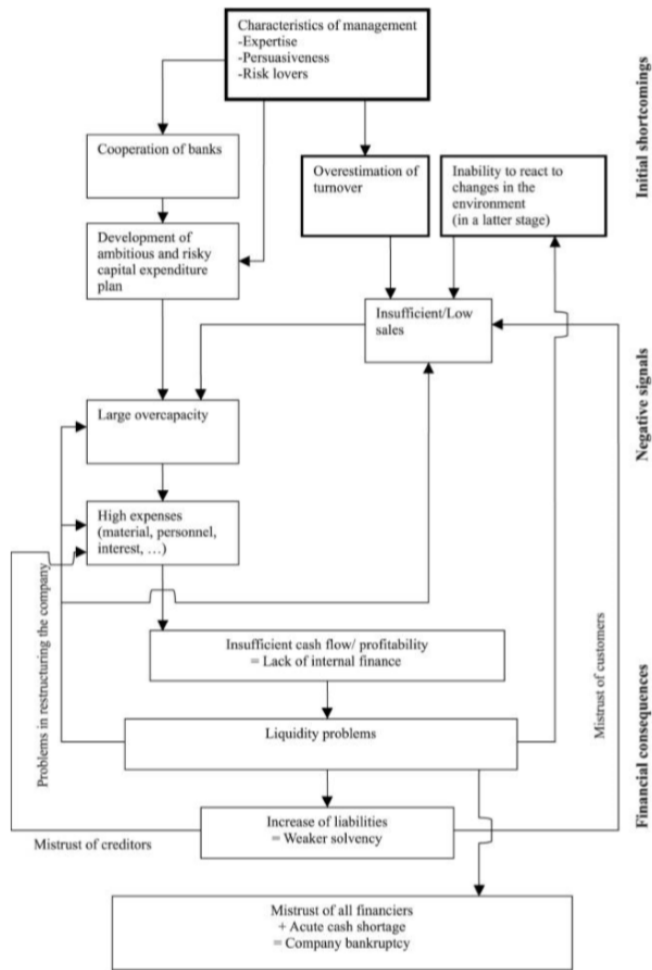 Characteristics of management
-Expertise
-Persuasiveness
-Risk lovers
Initial shortcomings
Cooperation of banks
Overestimation of
turnover
Inability to react to
changes in the
environment
(in a latter stage)
Development of
ambitious and risky
capital expenditure
plan
Insufficient/Low
sales
Negative signals
Large overcapacity
High expenses
(material, personnel,
interest, …)
Problems in restructuring the company
Insufficient cash flow/ profitability
= Lack of internal finance
Mistrust of customers
Financial consequences
Liquidity problems
Increase of liabilities
= Weaker solvency
Mistrust of creditors
Mistrust of all financiers
+ Acute cash shortage
= Company bankruptcy